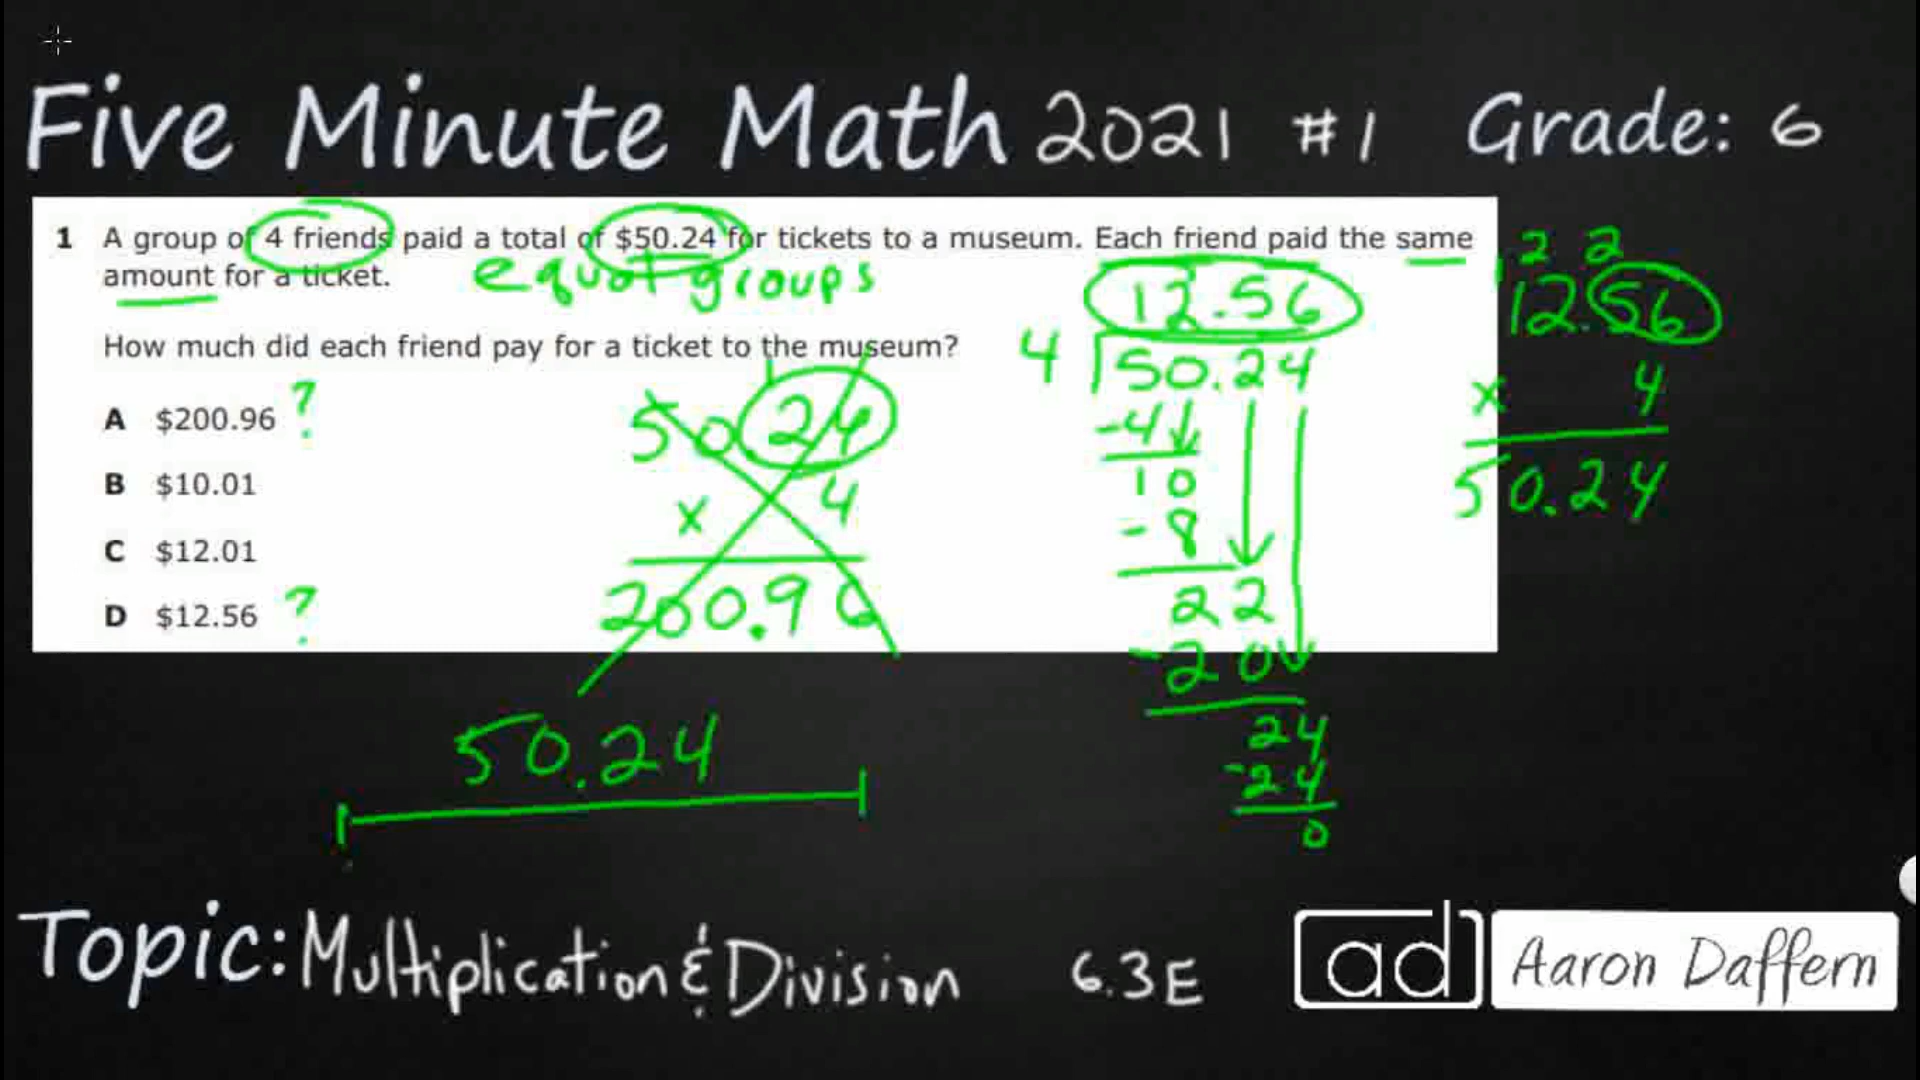 Five Minute Math 2021 #1 Grade: 6
1 A group of 4 friends paid a total of $50.24 for tickets to a museum. Each friend paid the same
amount for a ticket.
equal groups
How much did each friend pay for a ticket to the museum?
A $200.96 ?
B $10.01
C $12.01
D $12.56 ?
1
50.24
x 4
200.96
12.56
4 50.24
-4
10
-8
22
-20
24
-24
0
1 2 2
12.56
x 4
50.24
50.24
Topic: Multiplication & Division 6.3E
ad Aaron Daffern